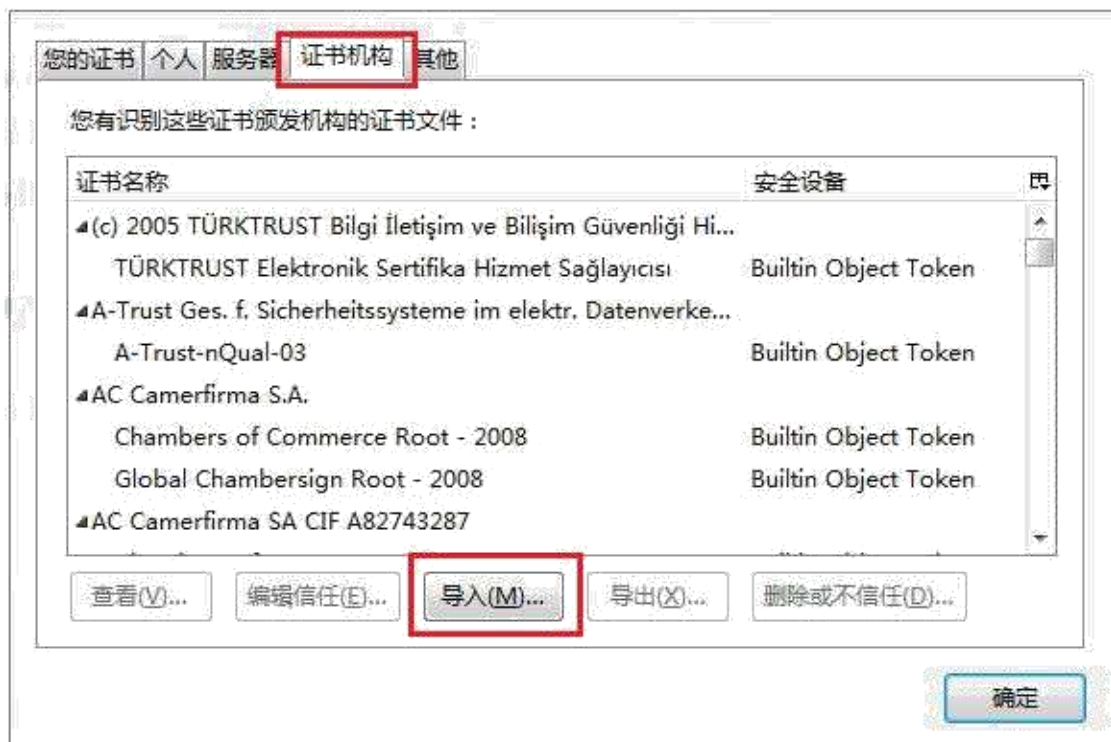 您的证书 个人 服务器 证书机构 其他
您有识别这些证书颁发机构的证书文件：
证书名称 安全设备
(c) 2005 TÜRKTRUST Bilgi İletişim ve Bilişim Güvenliği Hi...
TÜRKTRUST Elektronik Sertifika Hizmet Sağlayıcısı Builtin Object Token
A-Trust Ges. f. Sicherheitssysteme im elektr. Datenverke...
A-Trust-nQual-03 Builtin Object Token
AC Camerfirma S.A.
Chambers of Commerce Root - 2008 Builtin Object Token
Global Chambersign Root - 2008 Builtin Object Token
AC Camerfirma SA CIF A82743287
查看(V)... 编辑信任(E)... 导入(M)... 导出(X)... 删除或不信任(D)...
确定